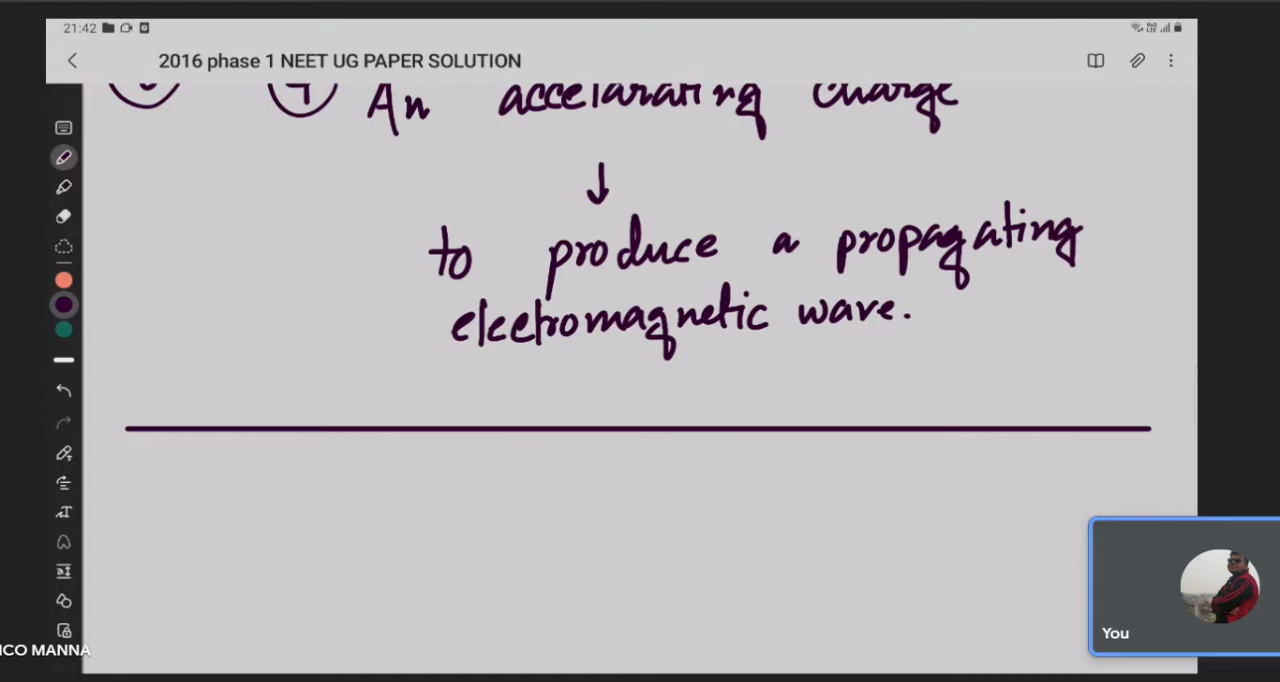 21:42
2016 phase 1 NEET UG PAPER SOLUTION
4 An accelarating charge
to produce a propagating
electromagnetic wave.
You
ICO MANNA